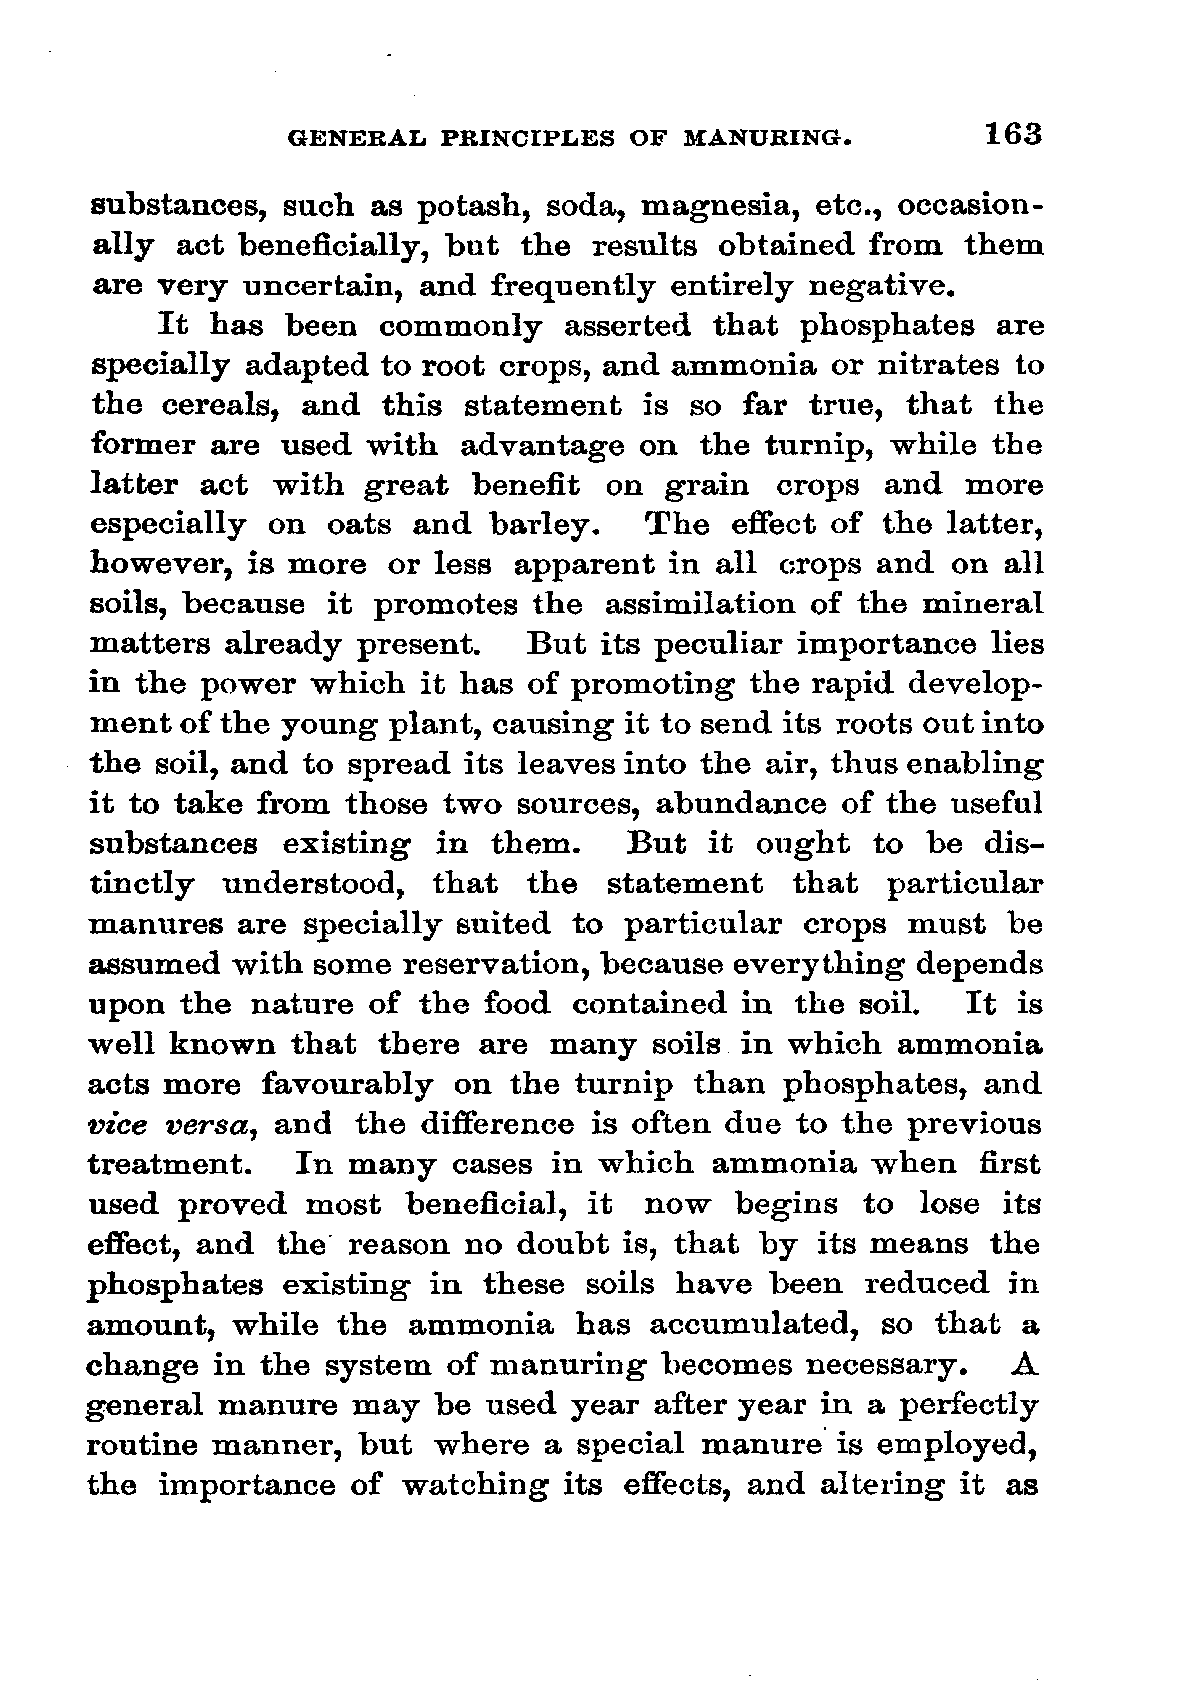 GENERAL PRINCIPLES OF MANURING. 163
substances, such as potash, soda, magnesia, etc., occasion-
ally act beneficially, but the results obtained from them
are very uncertain, and frequently entirely negative.
It has been commonly asserted that phosphates are
specially adapted to root crops, and ammonia or nitrates to
the cereals, and this statement is so far true, that the
former are used with advantage on the turnip, while the
latter act with great benefit on grain crops and more
especially on oats and barley. The effect of the latter,
however, is more or less apparent in all crops and on all
soils, because it promotes the assimilation of the mineral
matters already present. But its peculiar importance lies
in the power which it has of promoting the rapid develop-
ment of the young plant, causing it to send its roots out into
the soil, and to spread its leaves into the air, thus enabling
it to take from those two sources, abundance of the useful
substances existing in them. But it ought to be dis-
tinctly understood, that the statement that particular
manures are specially suited to particular crops must be
assumed with some reservation, because everything depends
upon the nature of the food contained in the soil. It is
well known that there are many soils in which ammonia
acts more favourably on the turnip than phosphates, and
vice versa, and the difference is often due to the previous
treatment. In many cases in which ammonia when first
used proved most beneficial, it now begins to lose its
effect, and the reason no doubt is, that by its means the
phosphates existing in these soils have been reduced in
amount, while the ammonia has accumulated, so that a
change in the system of manuring becomes necessary. A
general manure may be used year after year in a perfectly
routine manner, but where a special manure is employed,
the importance of watching its effects, and altering it as